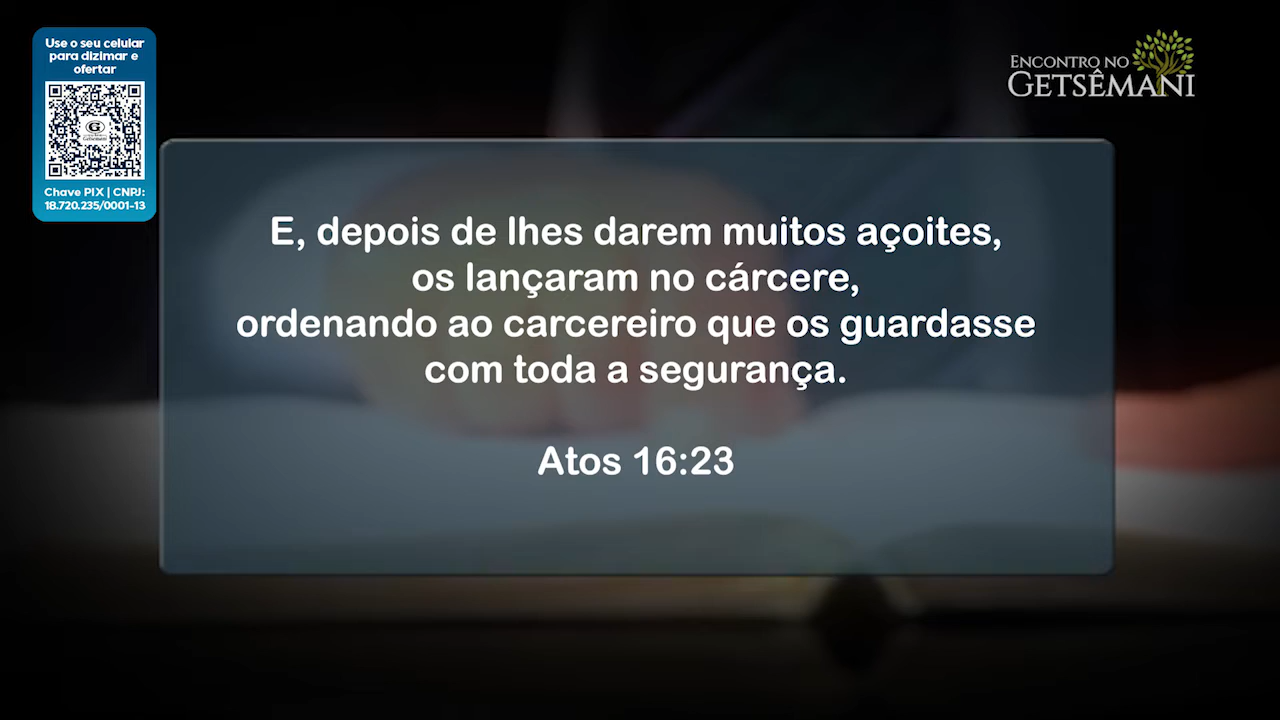 Use o seu celular
para dizimar e
ofertar
Chave PIX | CNPJ:
18.720.235/0001-13
ENCONTRO NO
GETSÊMANI
E, depois de lhes darem muitos açoites,
os lançaram no cárcere,
ordenando ao carcereiro que os guardasse
com toda a segurança.
Atos 16:23